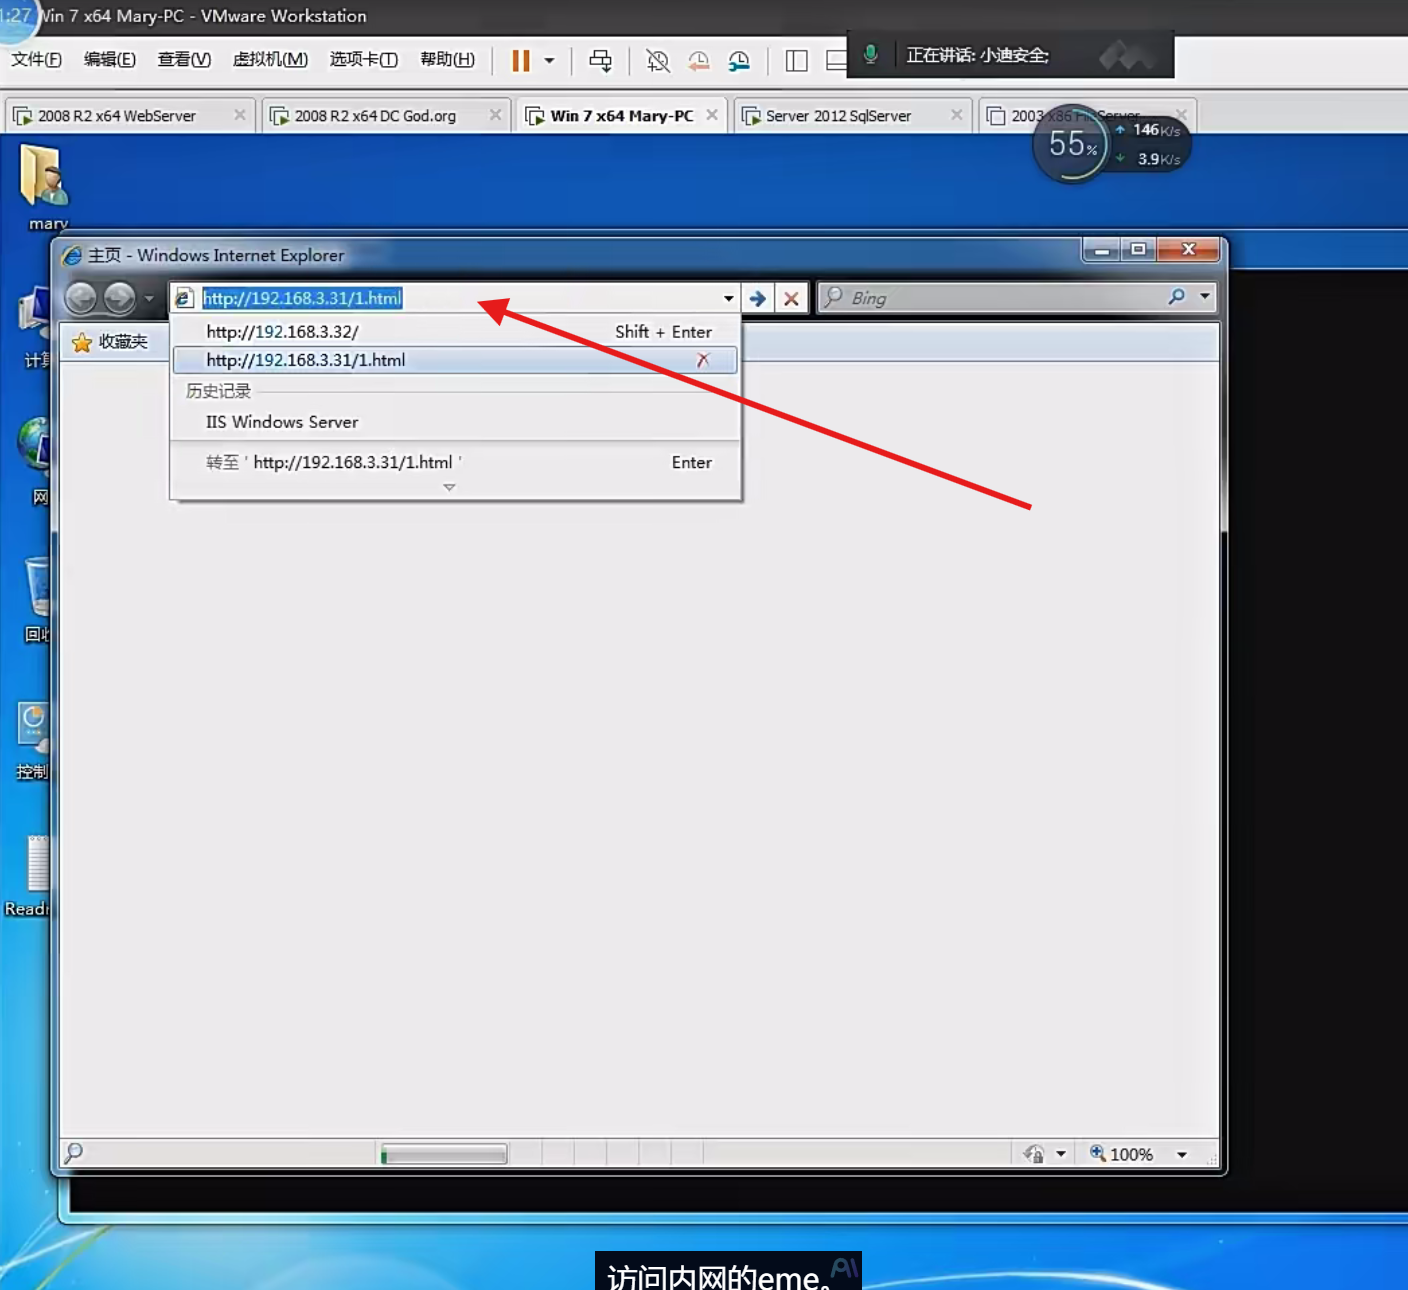 1:27 Win 7 x64 Mary-PC - VMware Workstation
文件(F) 编辑(E) 查看(V) 虚拟机(M) 选项卡(T) 帮助(H)
正在讲话: 小迪安全;
2008 R2 x64 WebServer
2008 R2 x64 DC God.org
Win 7 x64 Mary-PC
Server 2012 SqlServer
2003 x86 FileServer
55%
146K/s
3.9K/s
mary
主页 - Windows Internet Explorer
http://192.168.3.31/1.html
Bing
收藏夹
http://192.168.3.32/ Shift + Enter
http://192.168.3.31/1.html
历史记录
IIS Windows Server
转至 ' http://192.168.3.31/1.html ' Enter
计算
网
回收
控制
Read
100%
访问内网的eme。
AI